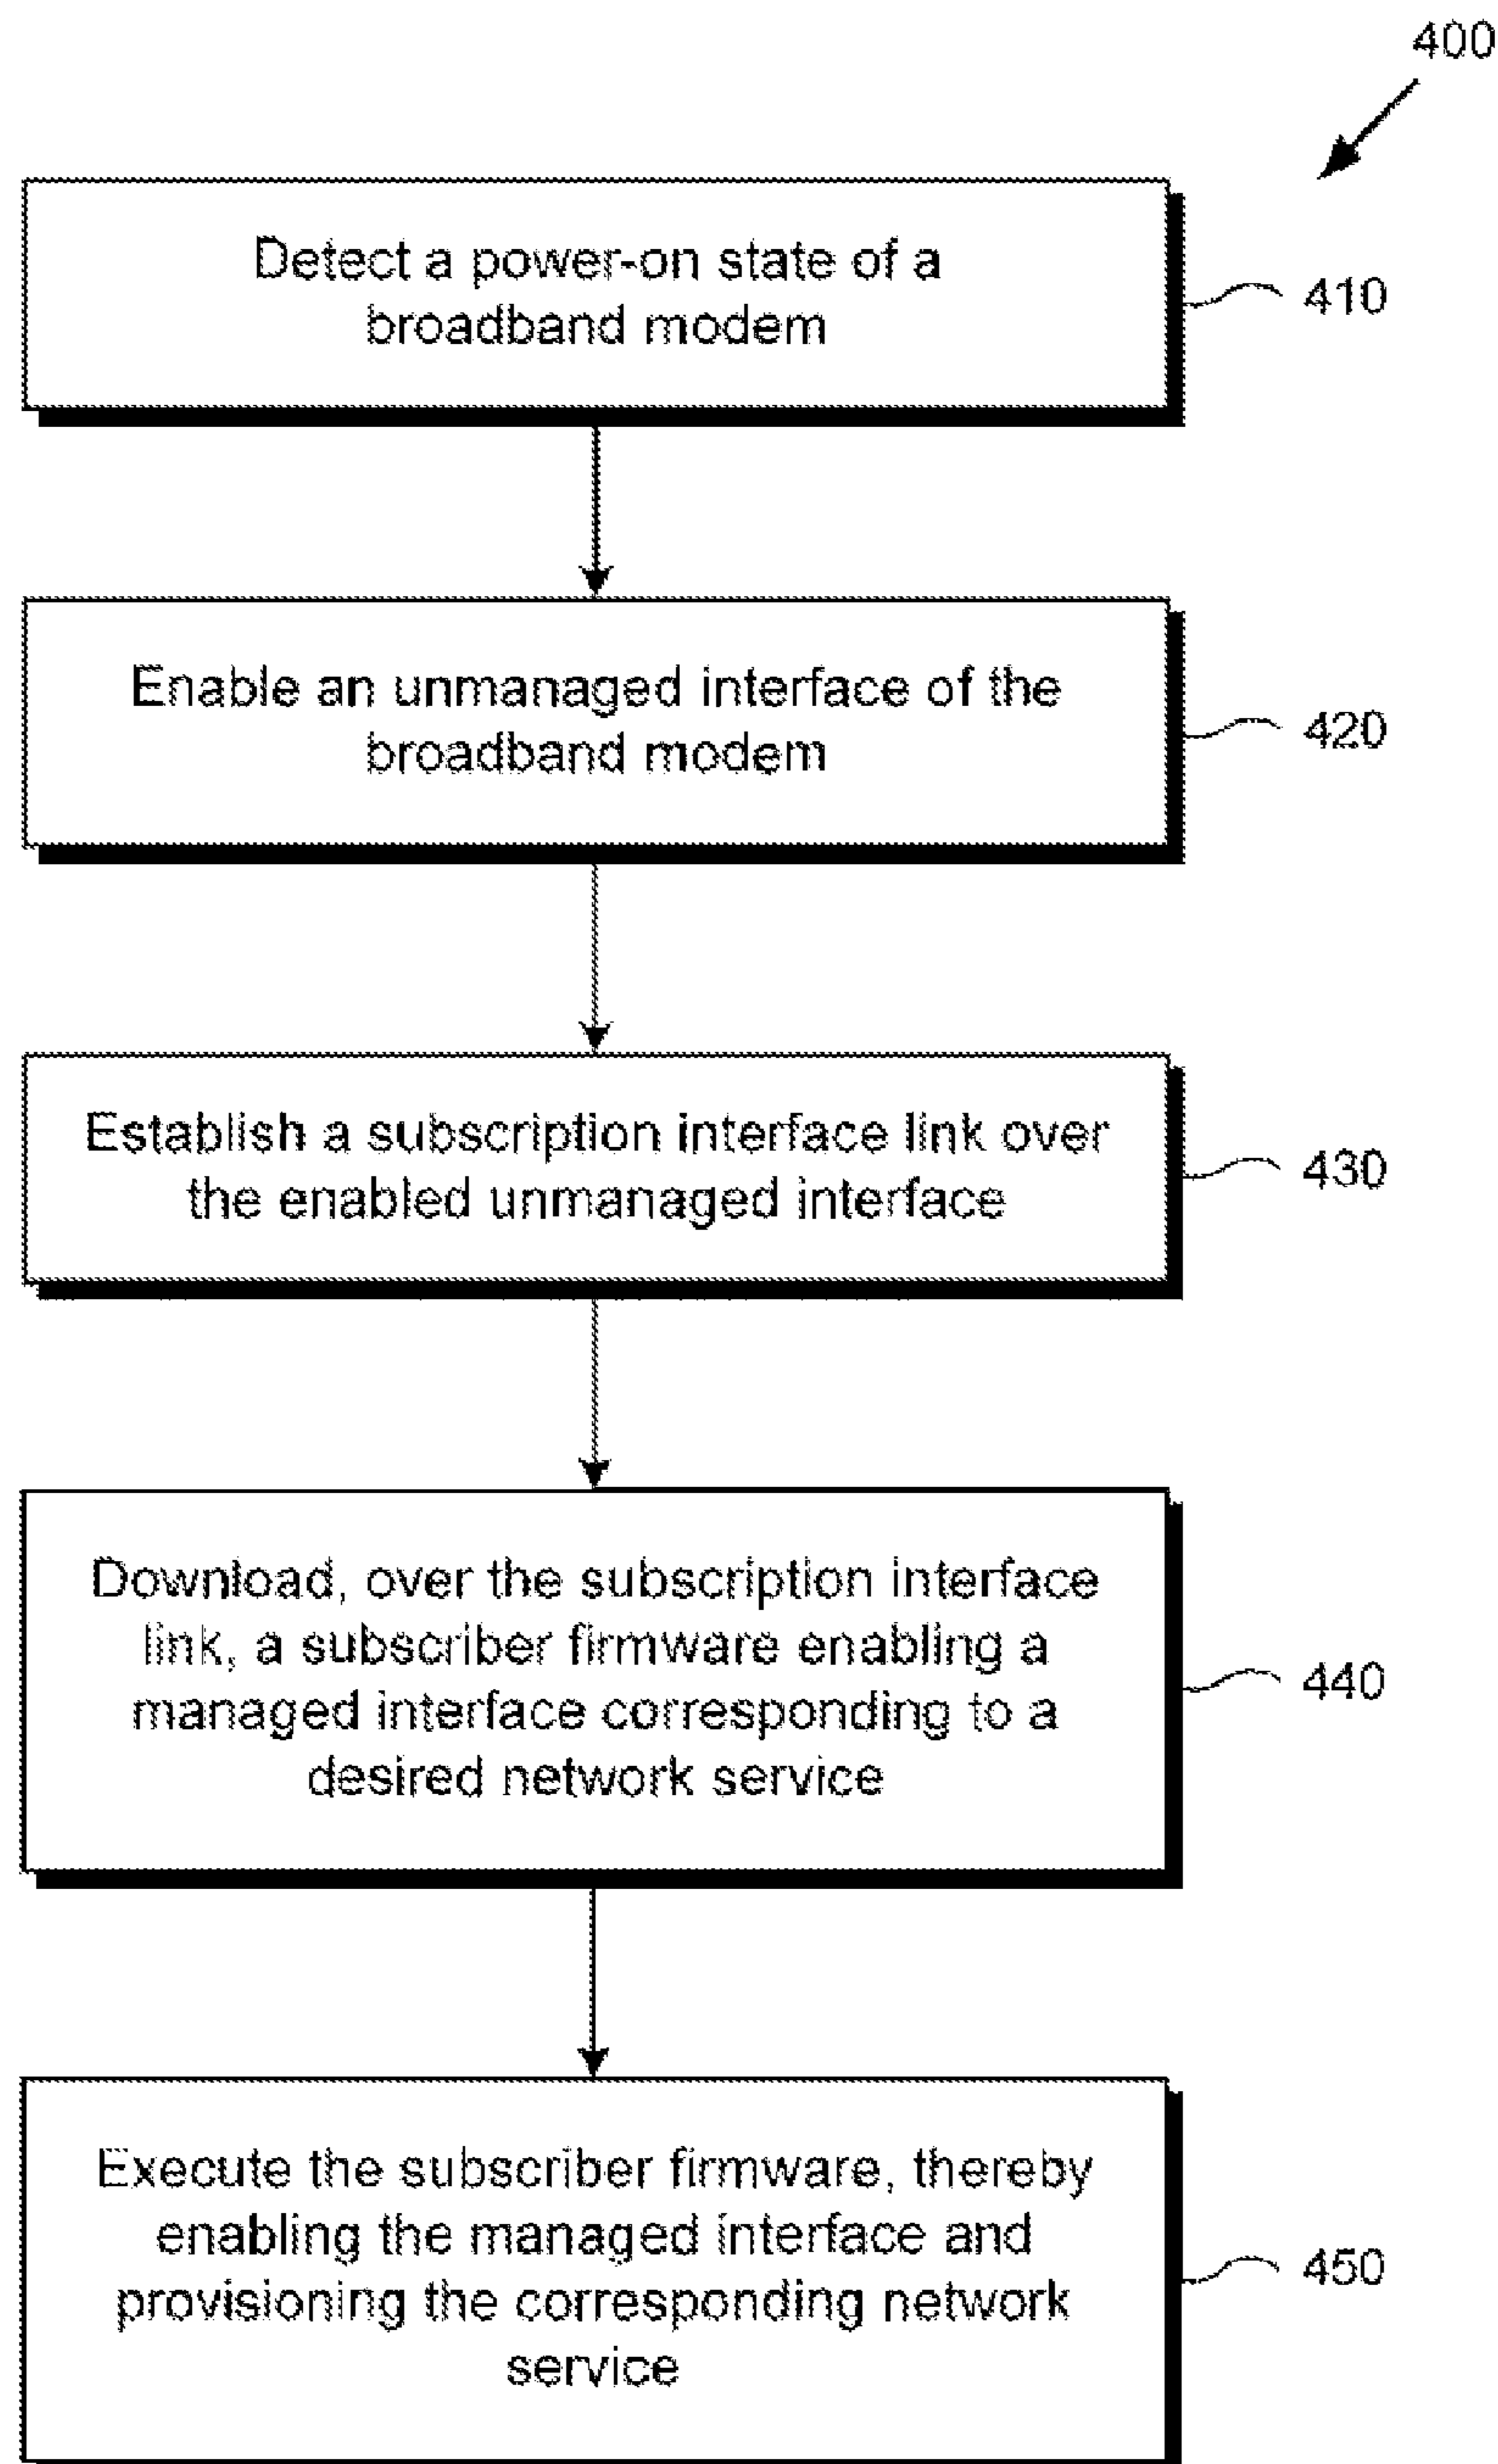 400
Detect a power-on state of a
broadband modem
410
Enable an unmanaged interface of the
broadband modem
420
Establish a subscription interface link over
the enabled unmanaged interface
430
Download, over the subscription interface
link, a subscriber firmware enabling a
managed interface corresponding to a
desired network service
440
Execute the subscriber firmware, thereby
enabling the managed interface and
provisioning the corresponding network
service
450